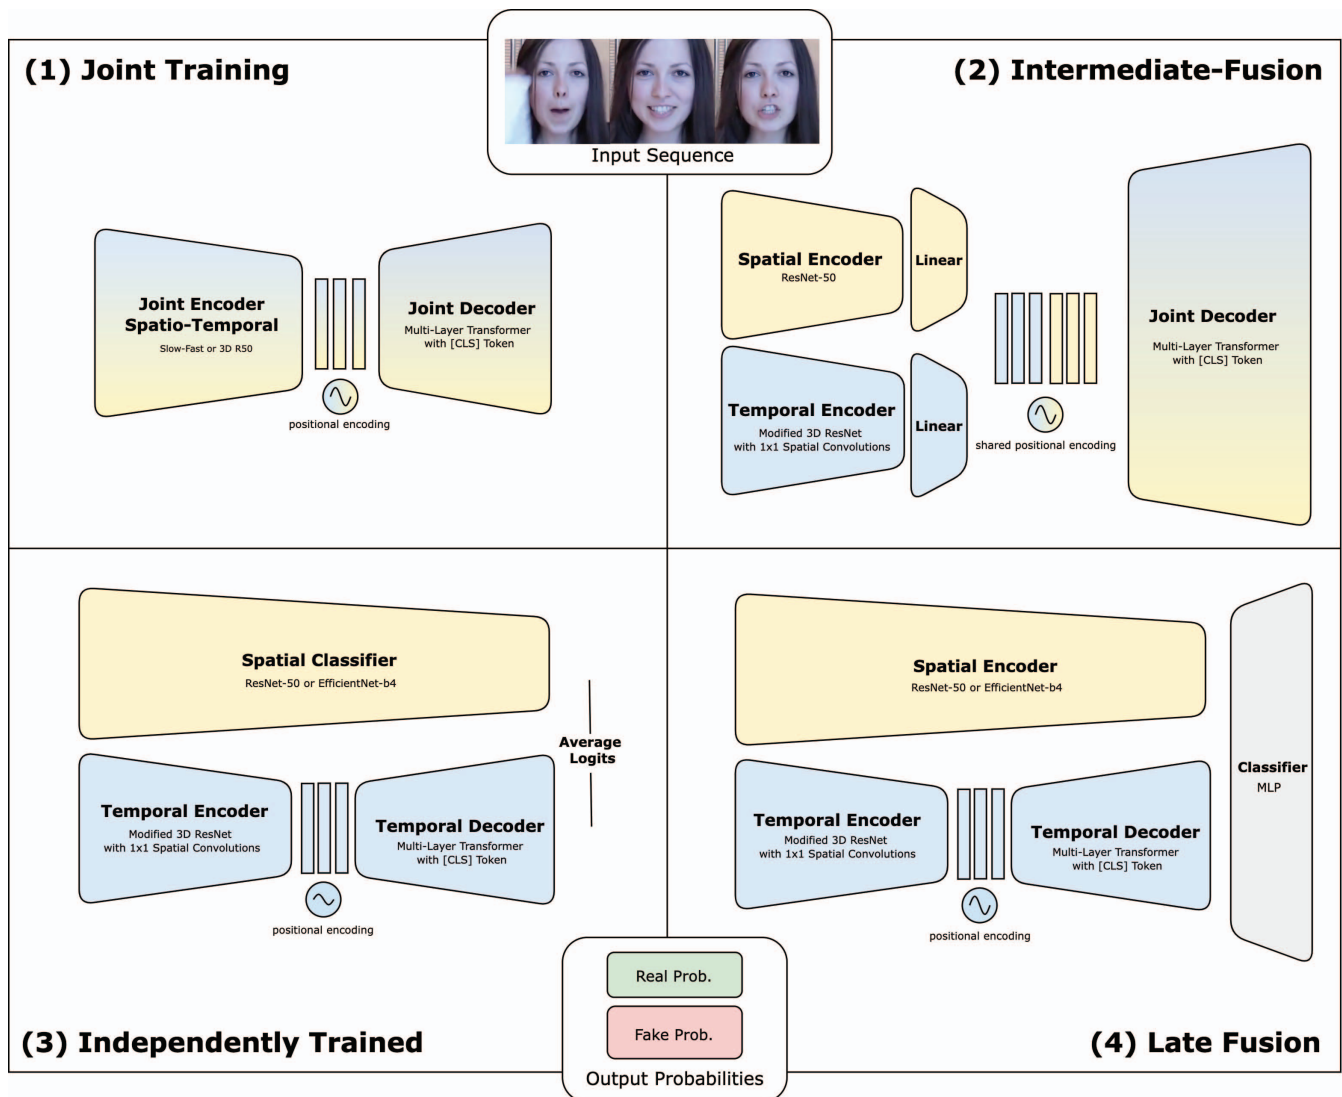 (1) Joint Training
Input Sequence
(2) Intermediate-Fusion
Joint Encoder
Spatio-Temporal
Slow-Fast or 3D R50
positional encoding
Joint Decoder
Multi-Layer Transformer
with [CLS] Token
Spatial Encoder
ResNet-50
Linear
Temporal Encoder
Modified 3D ResNet
with 1x1 Spatial Convolutions
Linear
shared positional encoding
Joint Decoder
Multi-Layer Transformer
with [CLS] Token
Spatial Classifier
ResNet-50 or EfficientNet-b4
Temporal Encoder
Modified 3D ResNet
with 1x1 Spatial Convolutions
positional encoding
Temporal Decoder
Multi-Layer Transformer
with [CLS] Token
Average
Logits
Spatial Encoder
ResNet-50 or EfficientNet-b4
Temporal Encoder
Modified 3D ResNet
with 1x1 Spatial Convolutions
positional encoding
Temporal Decoder
Multi-Layer Transformer
with [CLS] Token
Classifier
MLP
(3) Independently Trained
Real Prob.
Fake Prob.
Output Probabilities
(4) Late Fusion